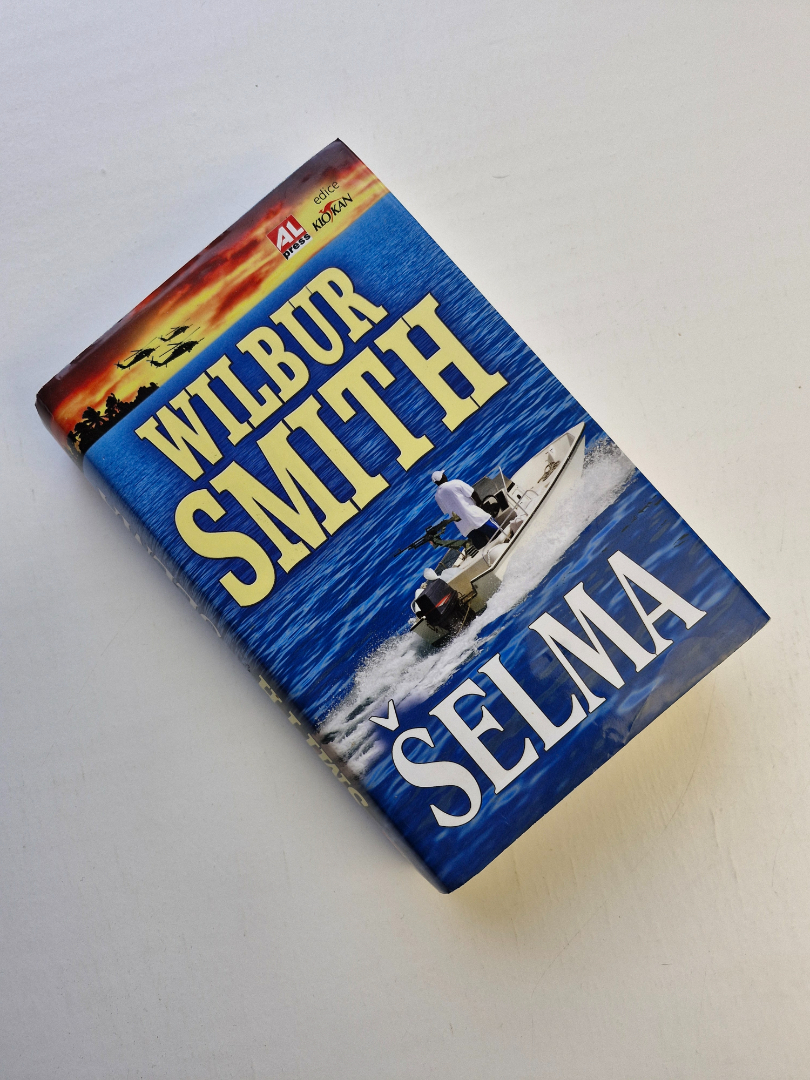 AL
press
edice
KLOKAN
WILBUR
SMITH
ŠELMA